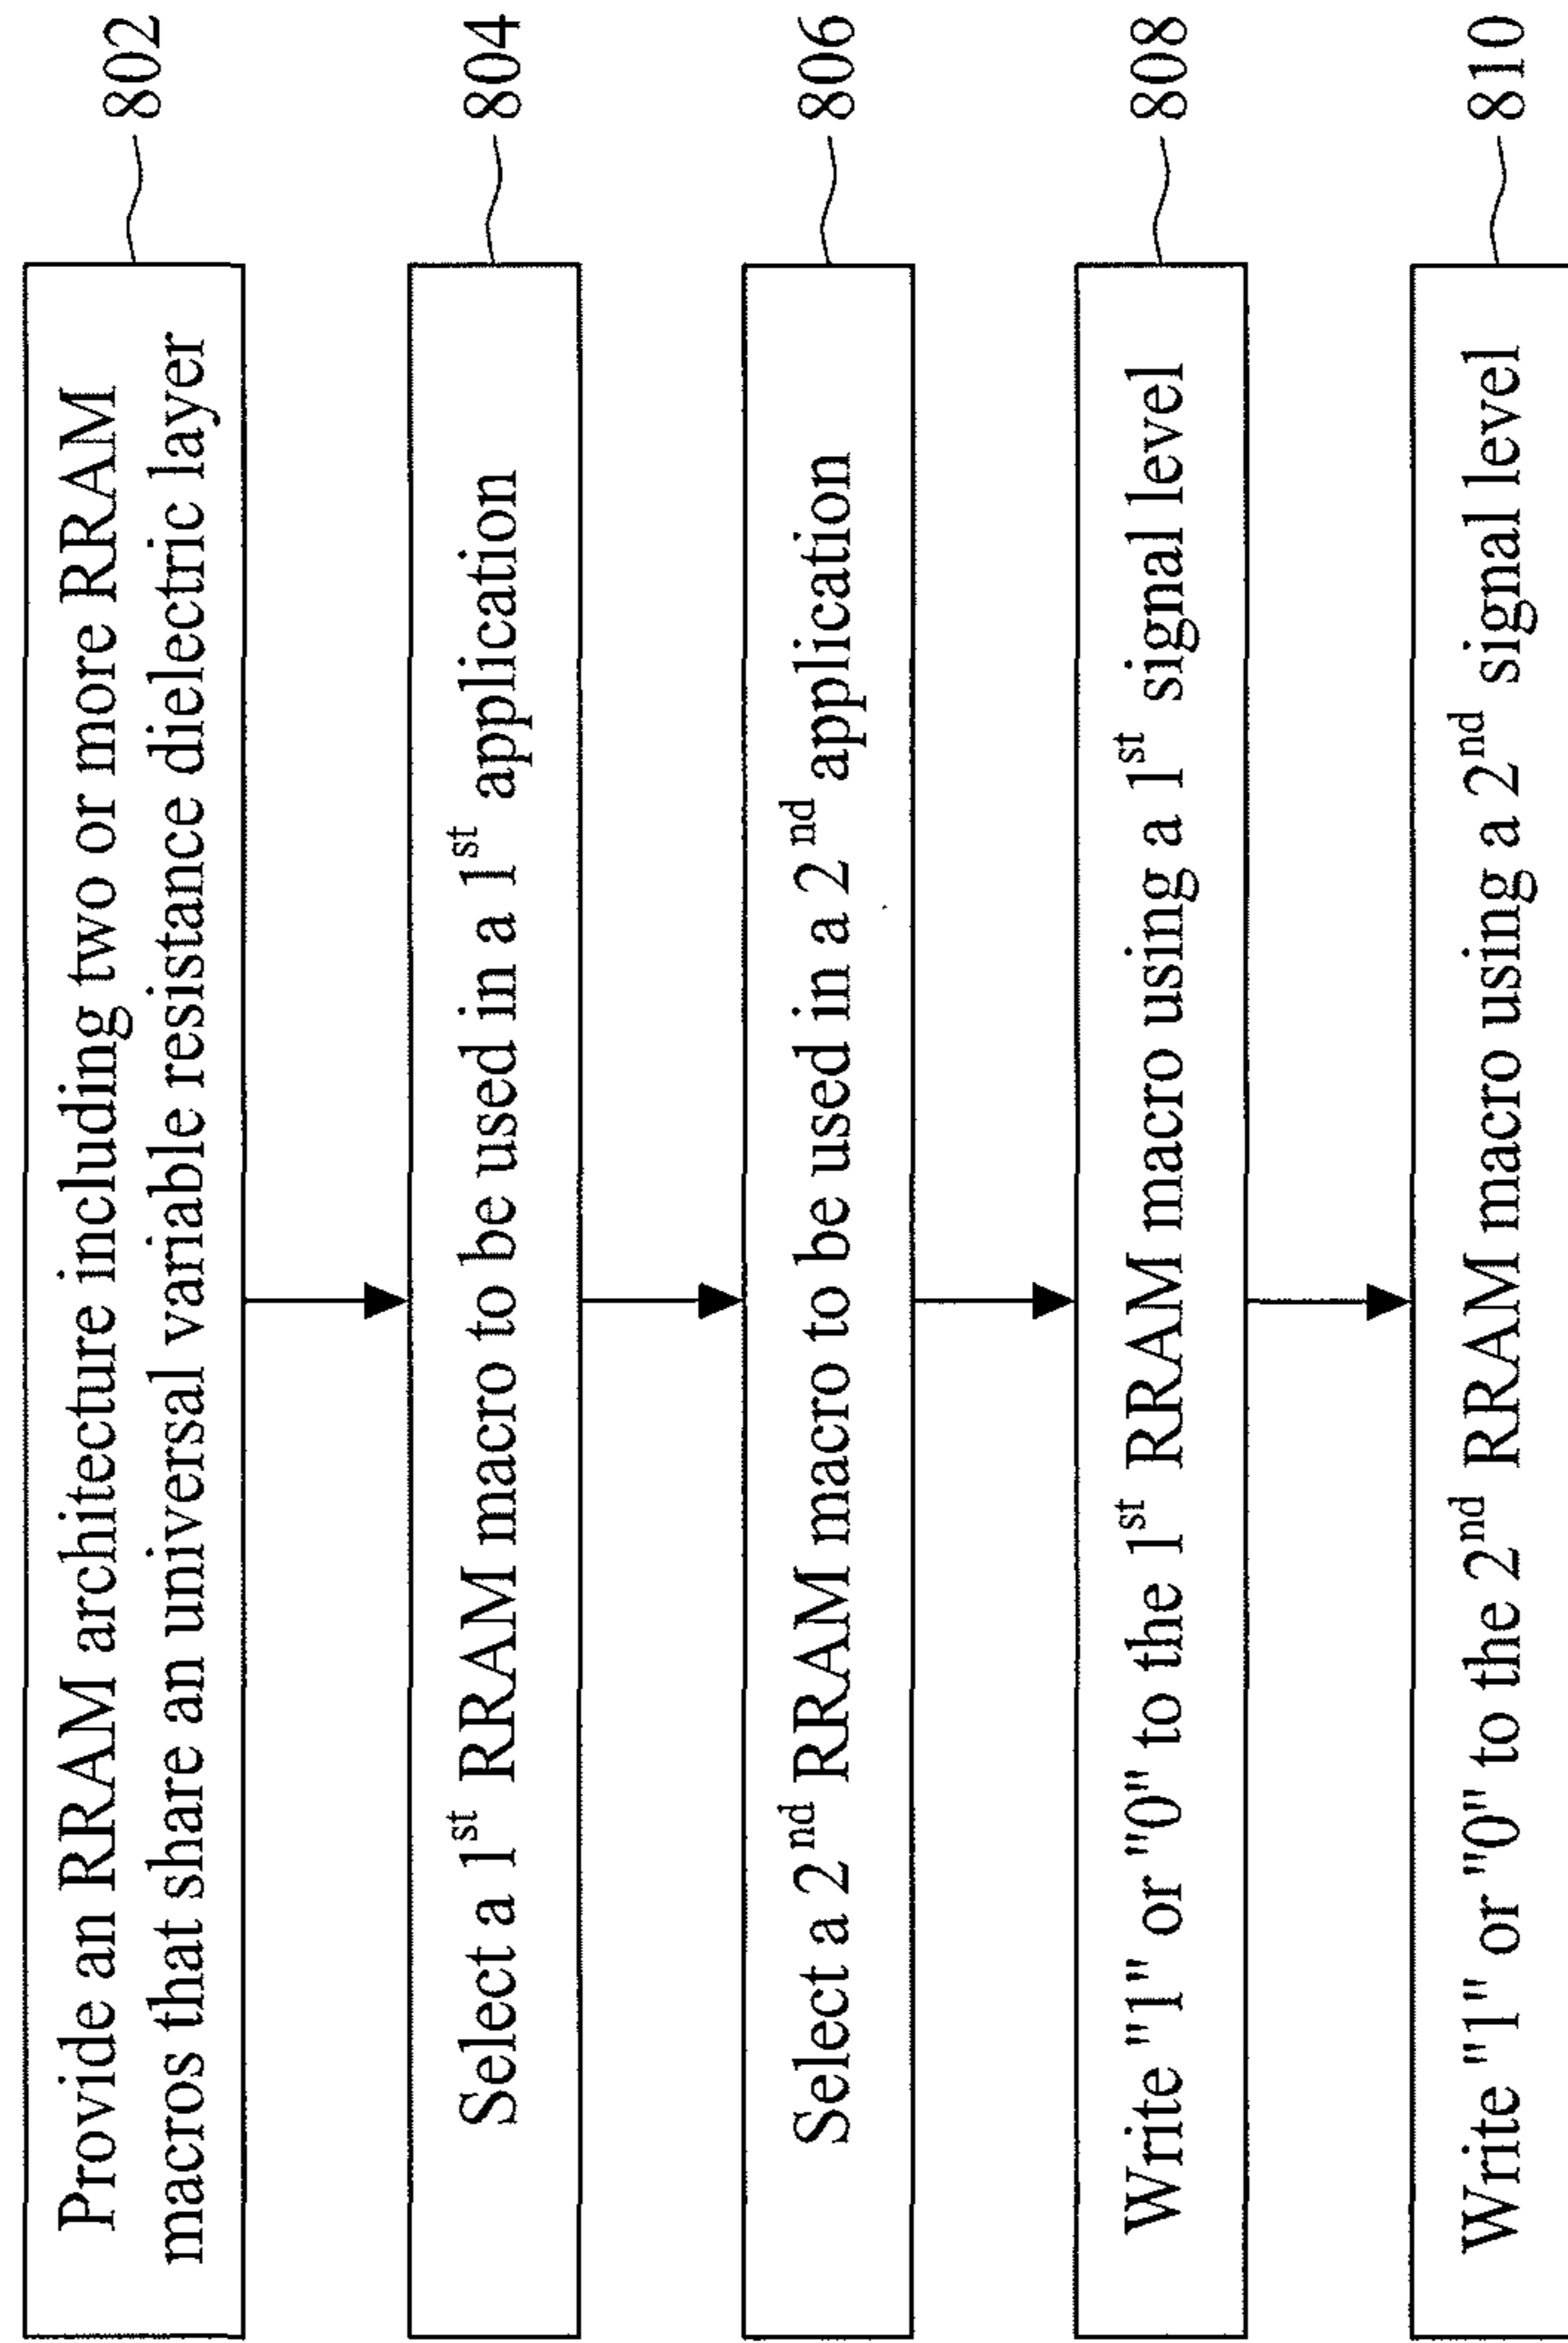 Provide an RRAM architecture including two or more RRAM
macros that share an universal variable resistance dielectric layer
802
Select a 1st RRAM macro to be used in a 1st application
804
Select a 2nd RRAM macro to be used in a 2nd application
806
Write "1" or "0" to the 1st RRAM macro using a 1st signal level
808
Write "1" or "0" to the 2nd RRAM macro using a 2nd signal level
810